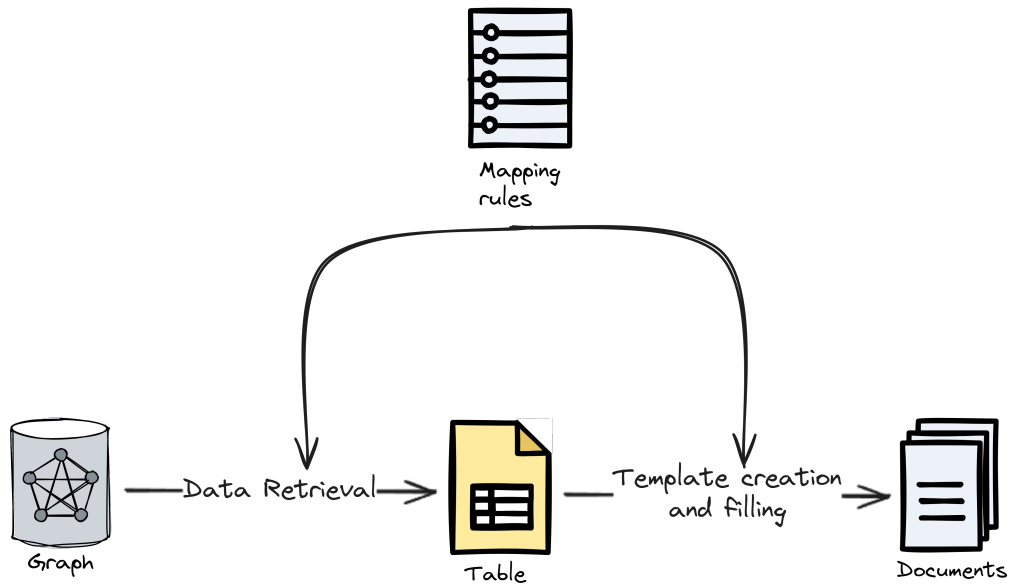 Mapping
rules
Data Retrieval
Template creation
and filling
Graph
Table
Documents